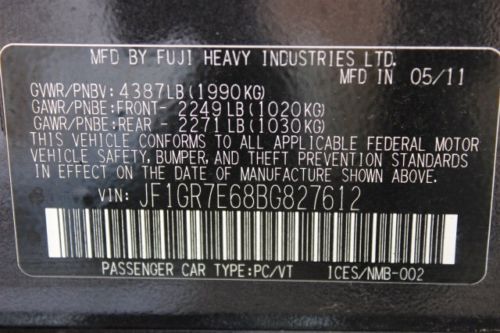 MFD BY FUJI HEAVY INDUSTRIES LTD.
MFD IN 05/11
GVWR/PNBV: 4387LB(1990KG)
GAWR/PNBE:FRONT- 2249LB(1020KG)
GAWR/PNBE:REAR - 2271LB(1030KG)
THIS VEHICLE CONFORMS TO ALL APPLICABLE FEDERAL MOTOR
VEHICLE SAFETY, BUMPER, AND THEFT PREVENTION STANDARDS
IN EFFECT ON THE DATE OF MANUFACTURE SHOWN ABOVE.
VIN: JF1GR7E68BG827612
PASSENGER CAR TYPE:PC/VT ICES/NMB-002